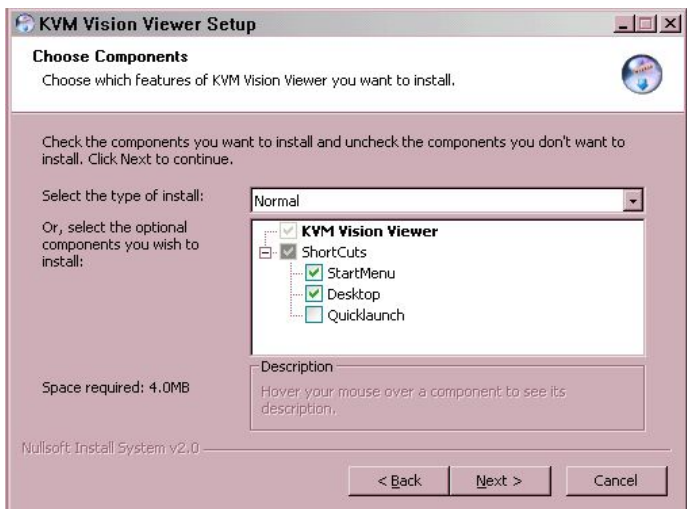 KVM Vision Viewer Setup
Choose Components
Choose which features of KVM Vision Viewer you want to install.
Check the components you want to install and uncheck the components you don't want to
install. Click Next to continue.
Select the type of install:
Normal
Or, select the optional
components you wish to
install:
KVM Vision Viewer
ShortCuts
StartMenu
Desktop
Quicklaunch
Space required: 4.0MB
Description
Hover your mouse over a component to see its
description.
Nullsoft Install System v2.0
< Back
Next >
Cancel